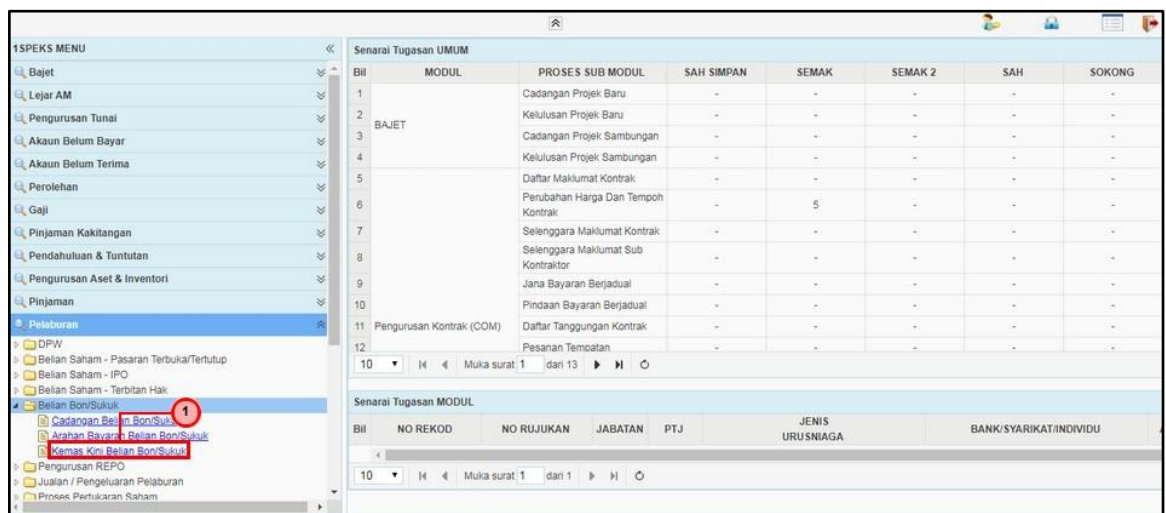 1SPEKS MENU
Bajet
Lejar AM
Pengurusan Tunai
Akaun Belum Bayar
Akaun Belum Terima
Perolehan
Gaji
Pinjaman Kakitangan
Pendahuluan & Tuntutan
Pengurusan Aset & Inventori
Pinjaman
Pelaburan
DPW
Belian Saham - Pasaran Terbuka/Tertutup
Belian Saham - IPO
Belian Saham - Terbitan Hak
Belian Bon/Sukuk
1
Cadangan Belian Bon/Sukuk
Arahan Bayaran Belian Bon/Sukuk
Kemas Kini Belian Bon/Sukuk
Pengurusan REPO
Jualan / Pengeluaran Pelaburan
Proses Pertukaran Saham
Senarai Tugasan UMUM
Bil MODUL PROSES SUB MODUL SAH SIMPAN SEMAK SEMAK 2 SAH SOKONG
1 Cadangan Projek Baru - - - - -
2 Kelulusan Projek Baru - - - - -
BAJET
3 Cadangan Projek Sambungan - - - - -
4 Kelulusan Projek Sambungan - - - - -
5 Daftar Maklumat Kontrak - - - - -
6 Perubahan Harga Dan Tempoh Kontrak - 5 - - -
7 Selenggara Maklumat Kontrak - - - - -
8 Selenggara Maklumat Sub Kontraktor - - - - -
9 Jana Bayaran Berjadual - - - - -
10 Pindaan Bayaran Berjadual - - - - -
11 Pengurusan Kontrak (COM) Daftar Tanggungan Kontrak - - - - -
12 Pesanan Tempatan - - - - -
10 Muka surat 1 dari 13
Senarai Tugasan MODUL
Bil NO REKOD NO RUJUKAN JABATAN PTJ JENIS URUSNIAGA BANK/SYARIKAT/INDIVIDU
10 Muka surat 1 dari 1